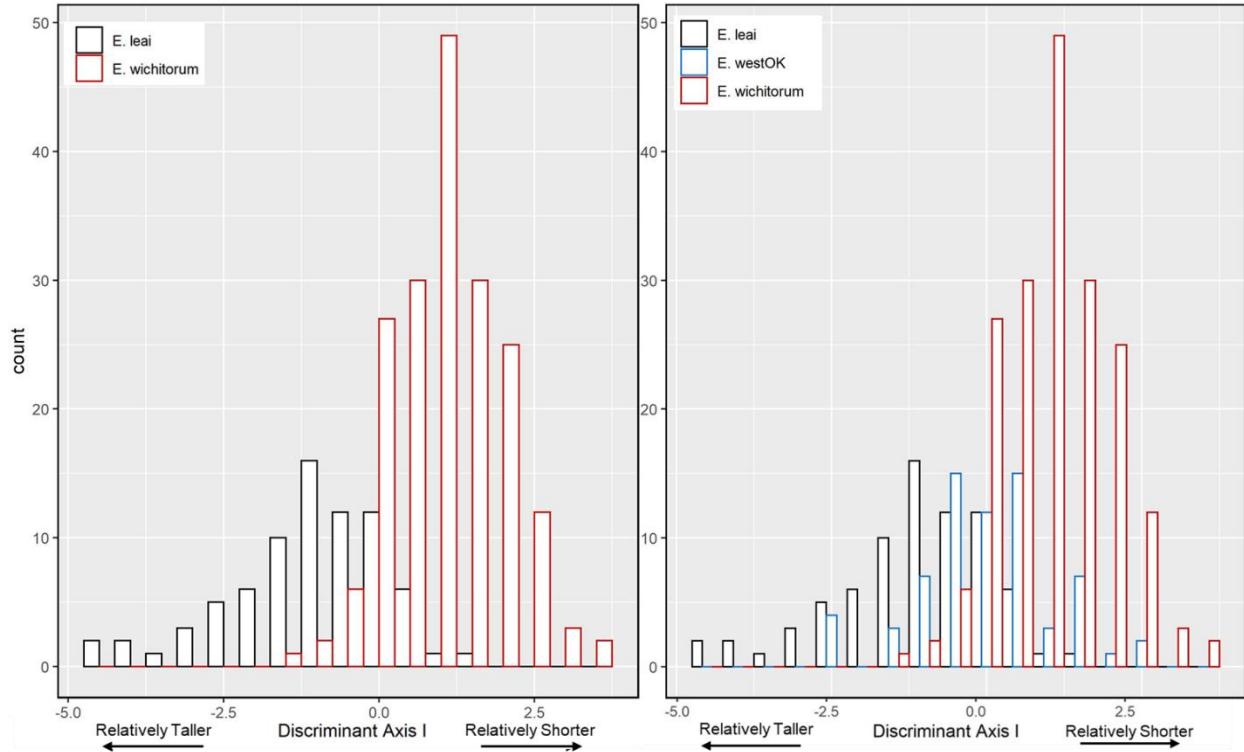 50
40
30
20
10
0
count
E. leai
E. wichitorum
-5.0
-2.5
0.0
2.5
Relatively Taller
Discriminant Axis I
Relatively Shorter
50
40
30
20
10
0
E. leai
E. westOK
E. wichitorum
-5.0
-2.5
0.0
2.5
Relatively Taller
Discriminant Axis I
Relatively Shorter